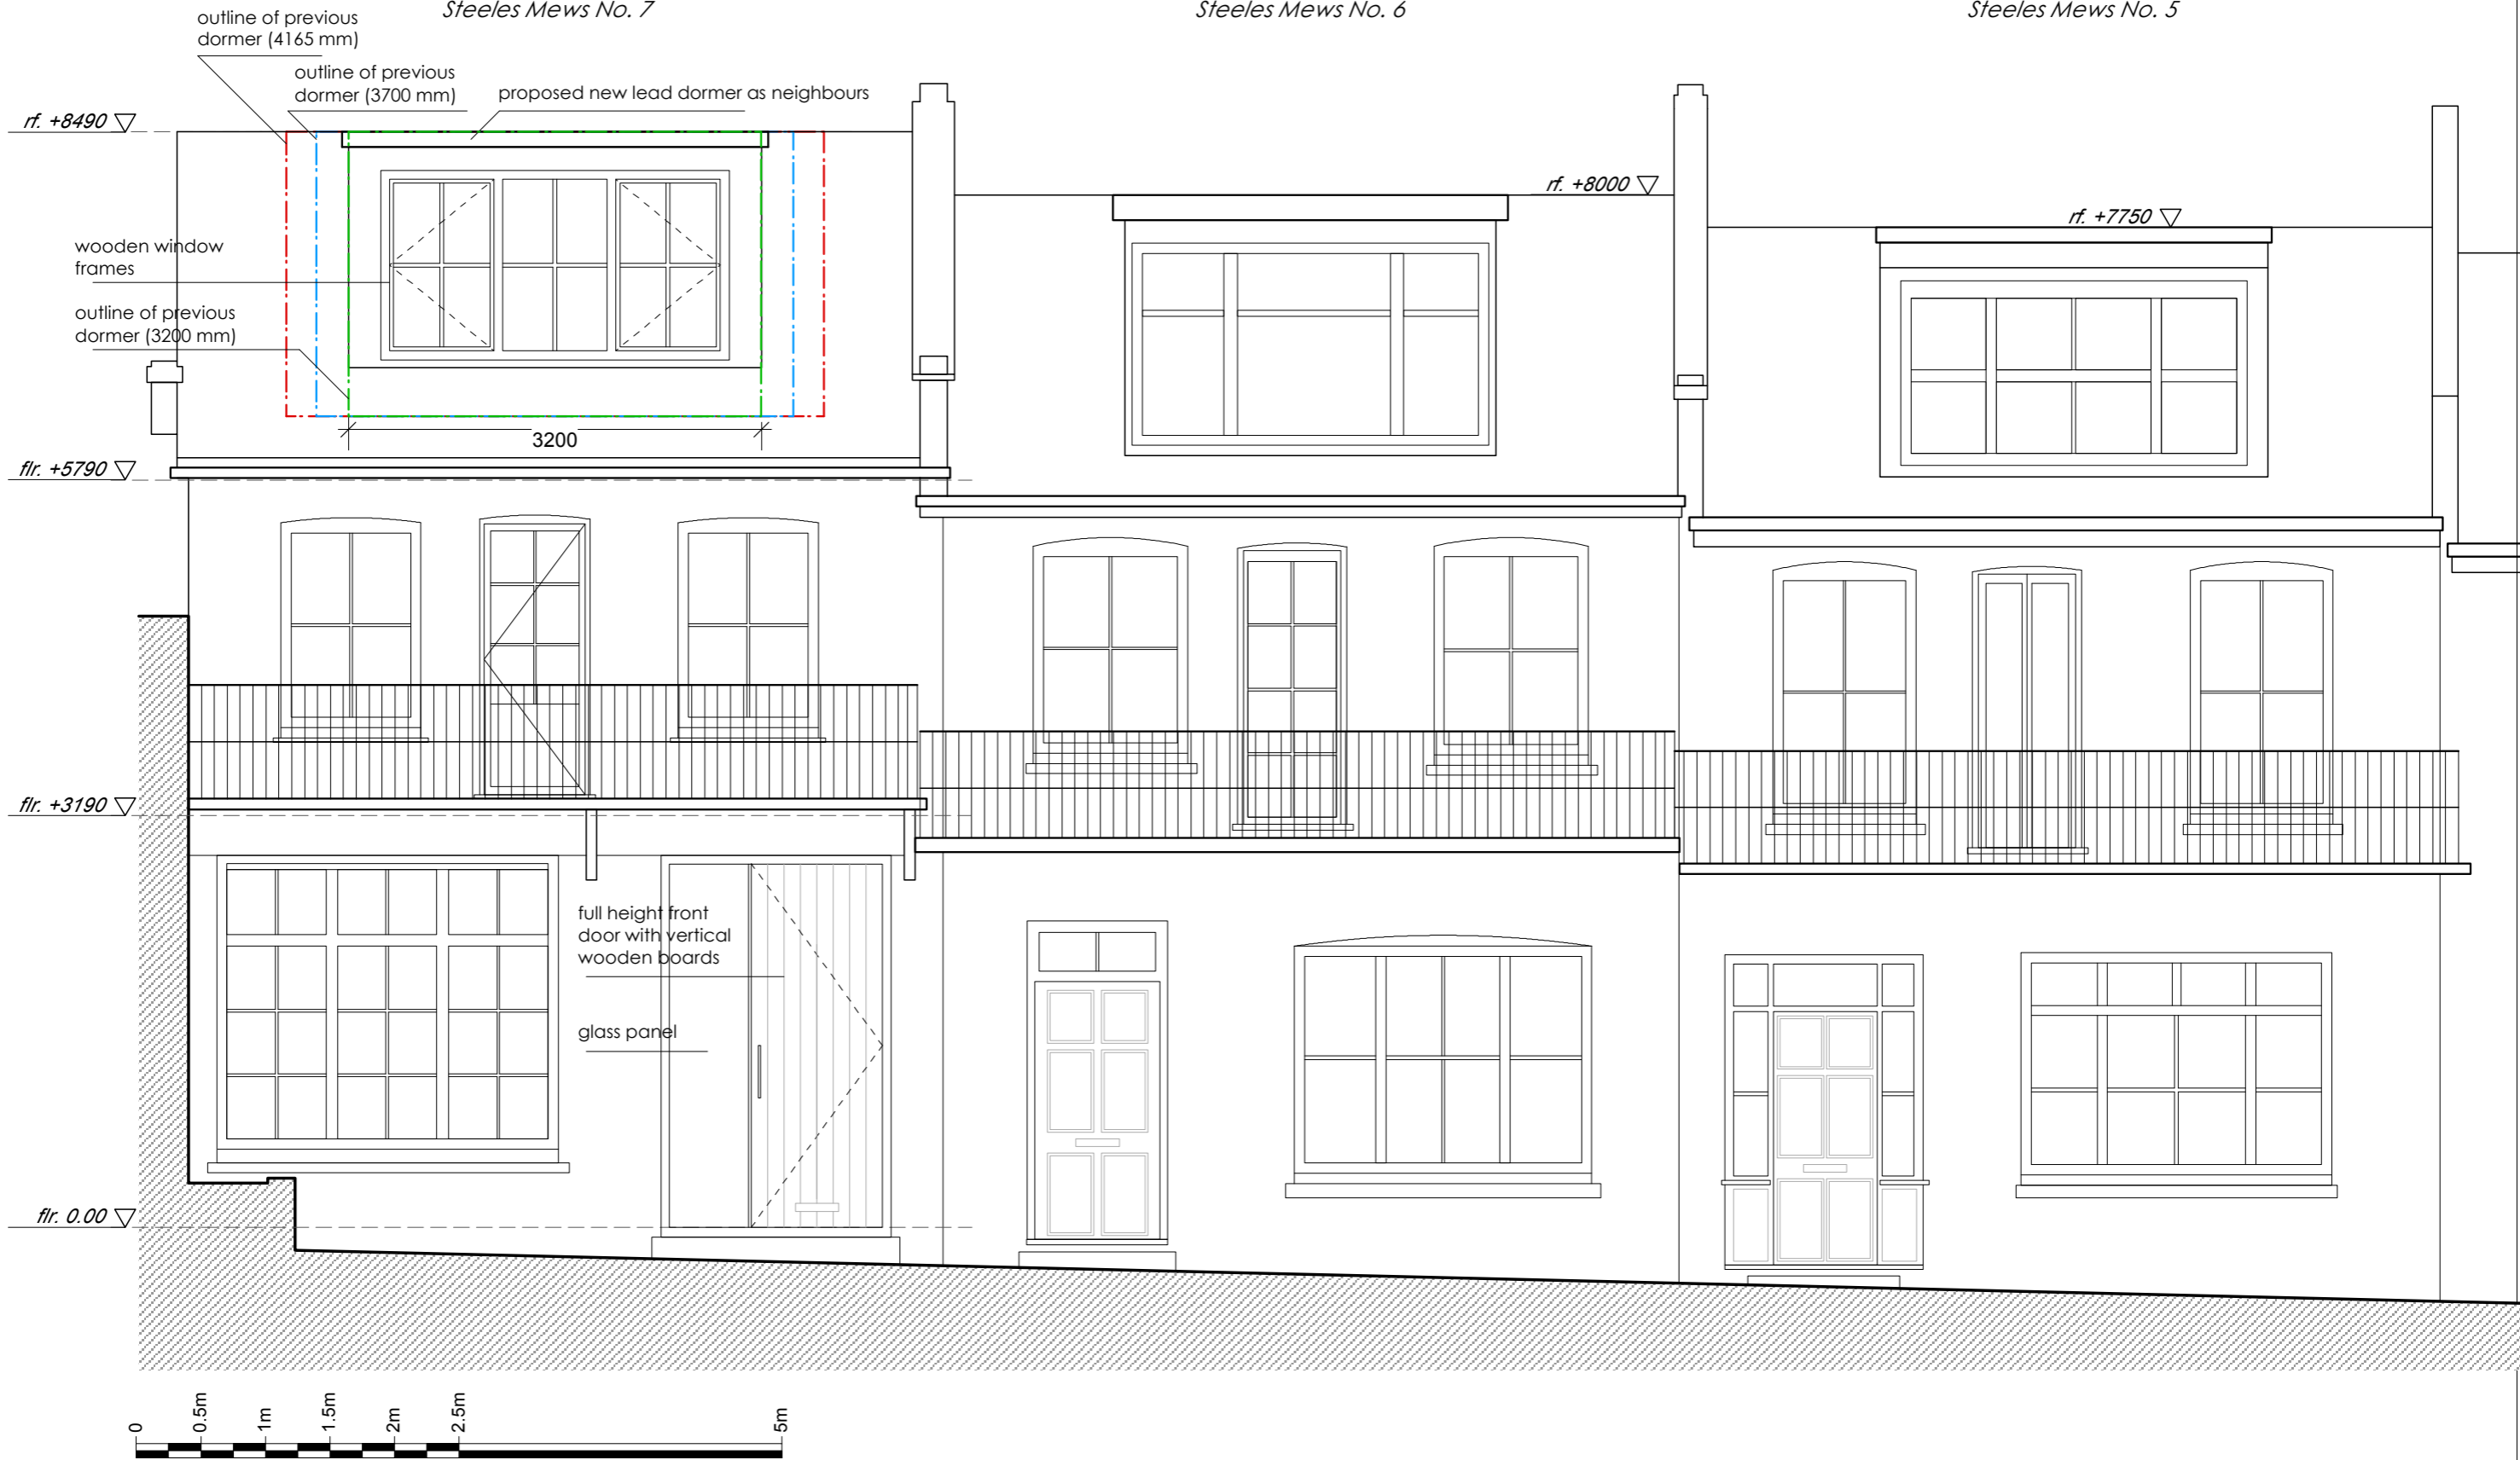 Steeles Mews No. 7
Steeles Mews No. 6
Steeles Mews No. 5
outline of previous
dormer (4165 mm)
outline of previous
dormer (3700 mm)
proposed new lead dormer as neighbours
rf. +8490
rf. +8000
rf. +7750
wooden window
frames
outline of previous
dormer (3200 mm)
3200
flr. +5790
flr. +3190
full height front
door with vertical
wooden boards
glass panel
flr. 0.00
0
0.5m
1m
1.5m
2m
2.5m
5m